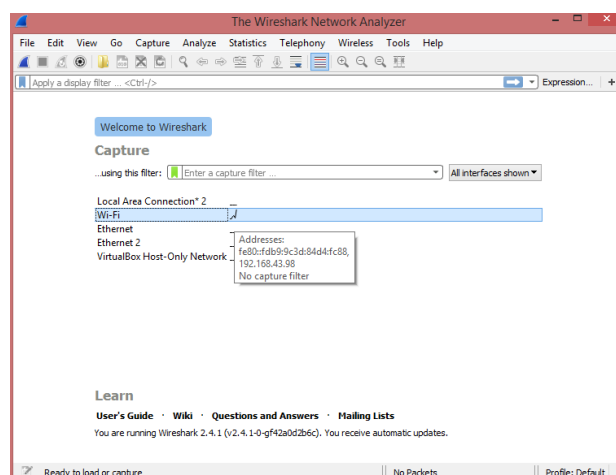 The Wireshark Network Analyzer
File Edit View Go Capture Analyze Statistics Telephony Wireless Tools Help
Apply a display filter ... <Ctrl-/> Expression... +
Welcome to Wireshark
Capture
...using this filter: Enter a capture filter ... All interfaces shown
Local Area Connection* 2
Wi-Fi
Ethernet
Ethernet 2
VirtualBox Host-Only Network
Addresses:
fe80::fdb9:9c3d:84d4:fc88,
192.168.43.98
No capture filter
Learn
User's Guide · Wiki · Questions and Answers · Mailing Lists
You are running Wireshark 2.4.1 (v2.4.1-0-gf42a0d2b6c). You receive automatic updates.
Ready to load or capture No Packets Profile: Default